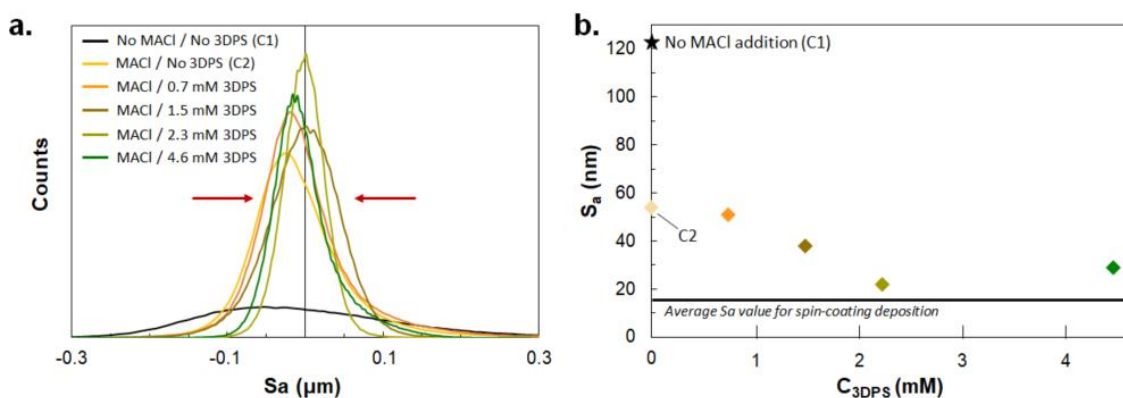 a.
No MACl / No 3DPS (C1)
MACl / No 3DPS (C2)
MACl / 0.7 mM 3DPS
MACl / 1.5 mM 3DPS
MACl / 2.3 mM 3DPS
MACl / 4.6 mM 3DPS
Counts
-0.3
-0.1
0.1
0.3
Sa (µm)
b.
No MACl addition (C1)
C2
Average Sa value for spin-coating deposition
Sa (nm)
120
100
80
60
40
20
0
0
1
2
3
4
C3DPS (mM)